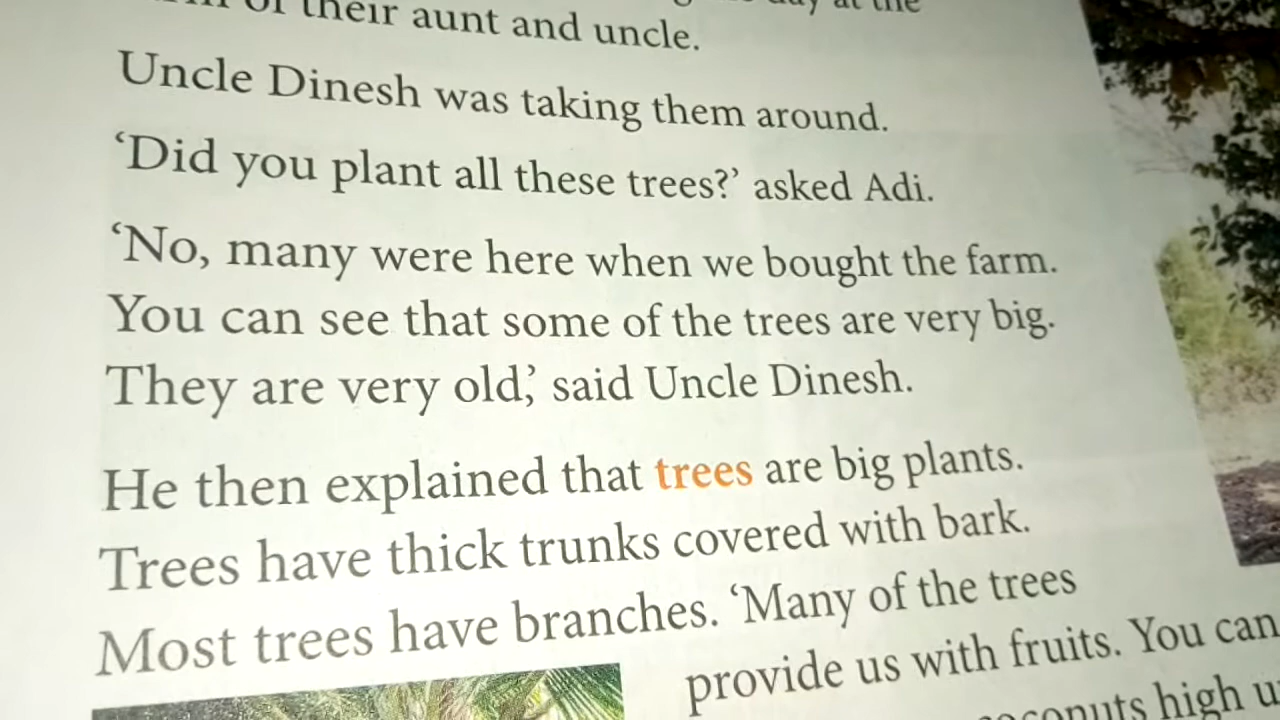 of their aunt and uncle.
Uncle Dinesh was taking them around.
‘Did you plant all these trees?’ asked Adi.
‘No, many were here when we bought the farm.
You can see that some of the trees are very big.
They are very old,’ said Uncle Dinesh.
He then explained that trees are big plants.
Trees have thick trunks covered with bark.
Most trees have branches. ‘Many of the trees
provide us with fruits. You can
coconuts high